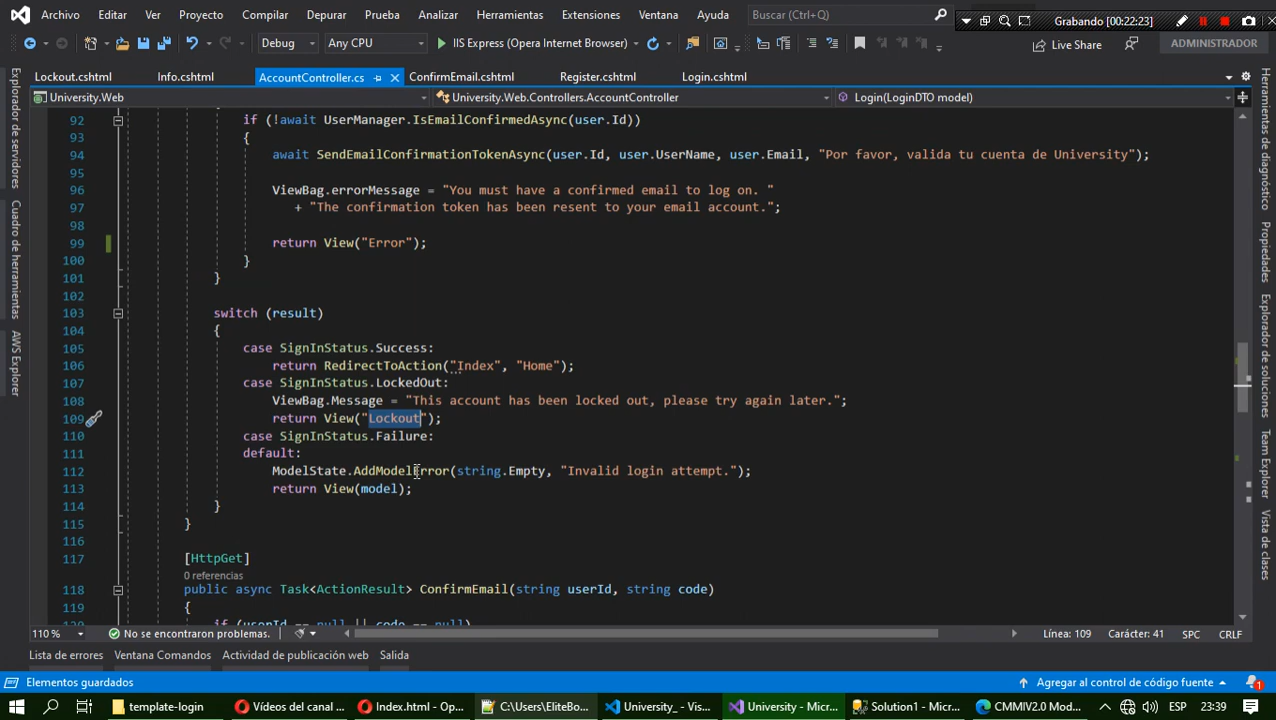 Archivo Editar Ver Proyecto Compilar Depurar Prueba Analizar Herramientas Extensiones Ventana Ayuda Buscar (Ctrl+Q) Grabando [00:22:23]
Debug Any CPU IIS Express (Opera Internet Browser) Live Share ADMINISTRADOR
Lockout.cshtml Info.cshtml AccountController.cs ConfirmEmail.cshtml Register.cshtml Login.cshtml
University.Web University.Web.Controllers.AccountController Login(LoginDTO model)
Explorador de servidores
Cuadro de herramientas
AWS Explorer
92 if (!await UserManager.IsEmailConfirmedAsync(user.Id))
93 {
94 await SendEmailConfirmationTokenAsync(user.Id, user.UserName, user.Email, "Por favor, valida tu cuenta de University");
95
96 ViewBag.errorMessage = "You must have a confirmed email to log on. "
97 + "The confirmation token has been resent to your email account.";
98
99 return View("Error");
100 }
101 }
102
103 switch (result)
104 {
105 case SignInStatus.Success:
106 return RedirectToAction("Index", "Home");
107 case SignInStatus.LockedOut:
108 ViewBag.Message = "This account has been locked out, please try again later.";
109 return View("Lockout");
110 case SignInStatus.Failure:
111 default:
112 ModelState.AddModelError(string.Empty, "Invalid login attempt.");
113 return View(model);
114 }
115 }
116
117 [HttpGet]
0 referencias
118 public async Task<ActionResult> ConfirmEmail(string userId, string code)
119 {
120 if (userId == null || code == null)
Herramientas de diagnóstico
Propiedades
Explorador de soluciones
Explorador de pruebas
Vista de clases
110 % No se encontraron problemas. Línea: 109 Carácter: 41 SPC CRLF
Lista de errores Ventana Comandos Actividad de publicación web Salida
Elementos guardados Agregar al control de código fuente 1
template-login Vídeos del canal ... Index.html - Opera C:\Users\EliteBo... University_ - Vis... University - Micr... Solution1 - Micr... CMMIV2.0 Mode... ESP 23:39